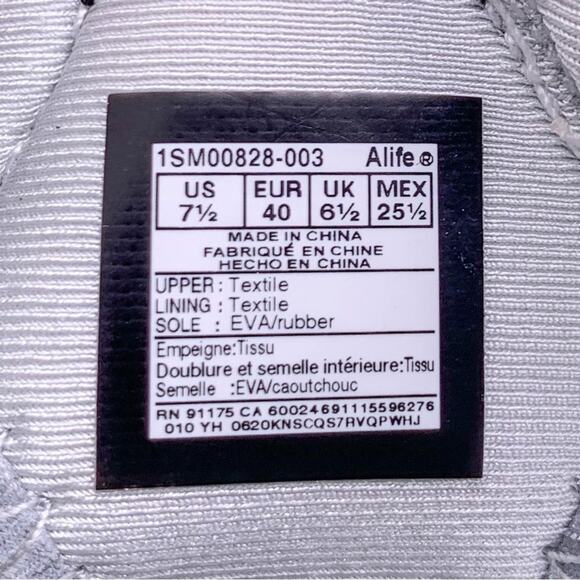 1SM00828-003 Alife®
US EUR UK MEX
7½ 40 6½ 25½
MADE IN CHINA
FABRIQUÉ EN CHINE
HECHO EN CHINA
UPPER : Textile
LINING : Textile
SOLE : EVA/rubber
Empeigne:Tissu
Doublure et semelle intérieure:Tissu
Semelle :EVA/caoutchouc
RN 91175 CA 60024691115596276
010 YH 0620KNSCQS7RVQPWHJ